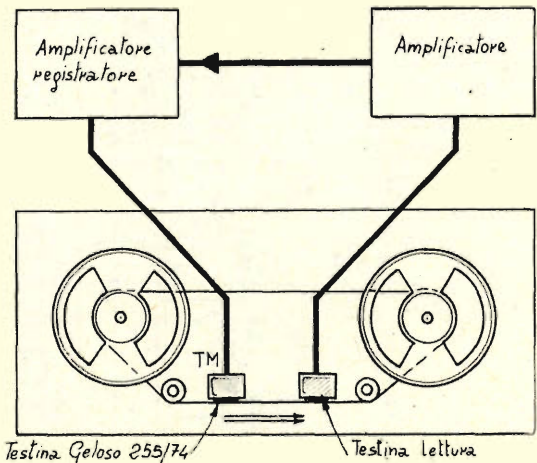 Amplificatore
registratore
Amplificatore
TM
Testina Geloso 255/74
Testina lettura